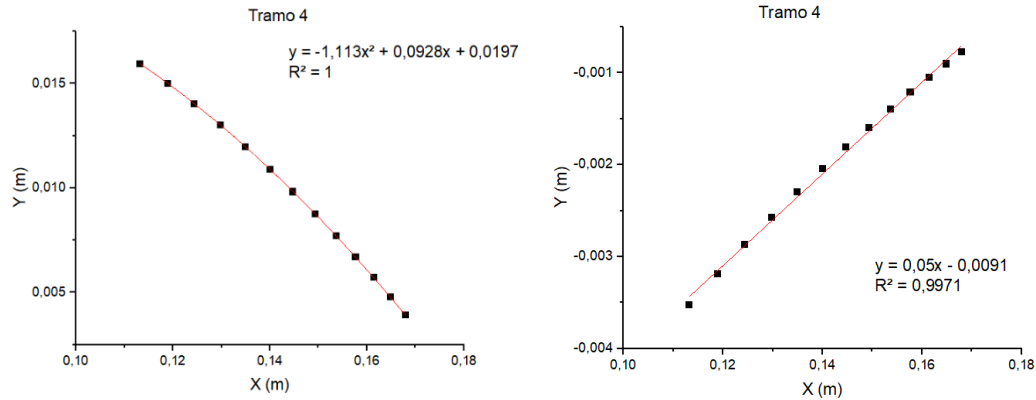 Tramo 4
y = -1,113x² + 0,0928x + 0,0197
R² = 1
0,015
0,010
0,005
Y (m)
0,10
0,12
0,14
0,16
0,18
X (m)
Tramo 4
-0,001
-0,002
-0,003
-0,004
Y (m)
y = 0,05x - 0,0091
R² = 0,9971
0,10
0,12
0,14
0,16
0,18
X (m)